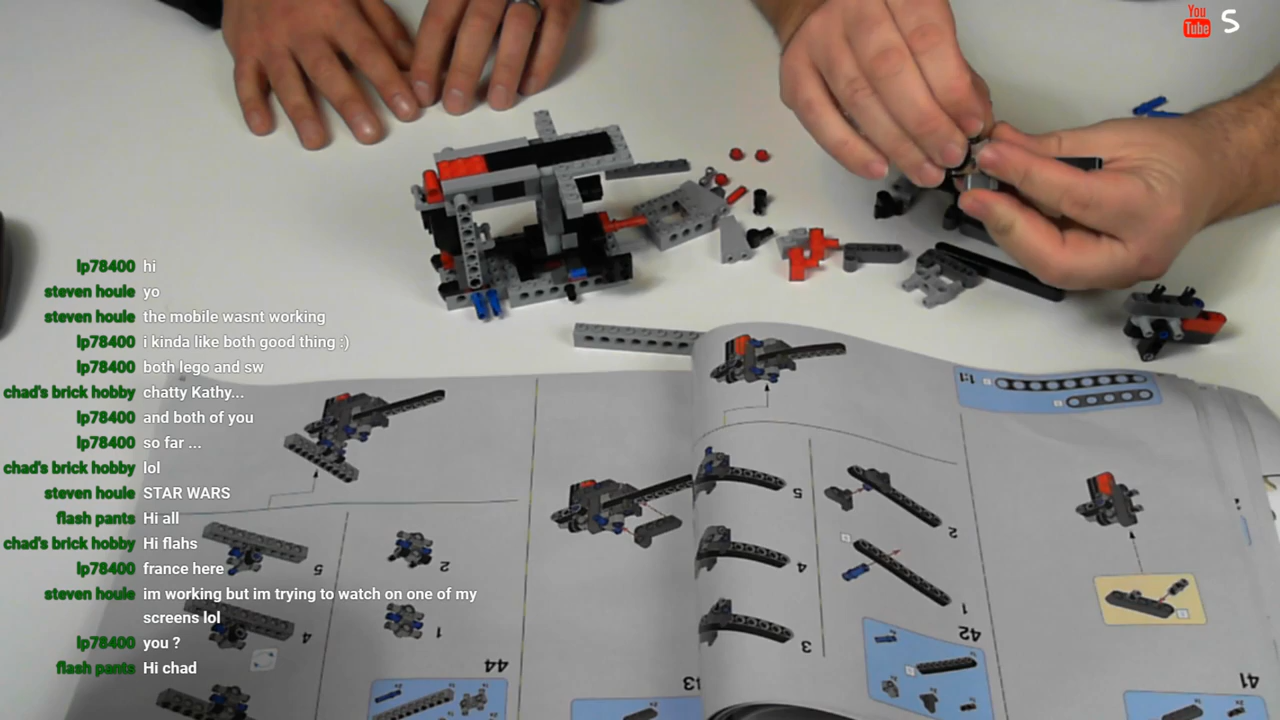 You
Tube S
lp78400 hi
steven houle yo
steven houle the mobile wasnt working
lp78400 i kinda like both good thing :)
lp78400 both lego and sw
chad's brick hobby chatty Kathy...
lp78400 and both of you
lp78400 so far ...
chad's brick hobby lol
steven houle STAR WARS
flash pants Hi all
chad's brick hobby Hi flahs
lp78400 france here
steven houle im working but im trying to watch on one of my
screens lol
lp78400 you ?
flash pants Hi chad
1:1
5
2
4
1
3
42
5
2
4
1
44
43
41